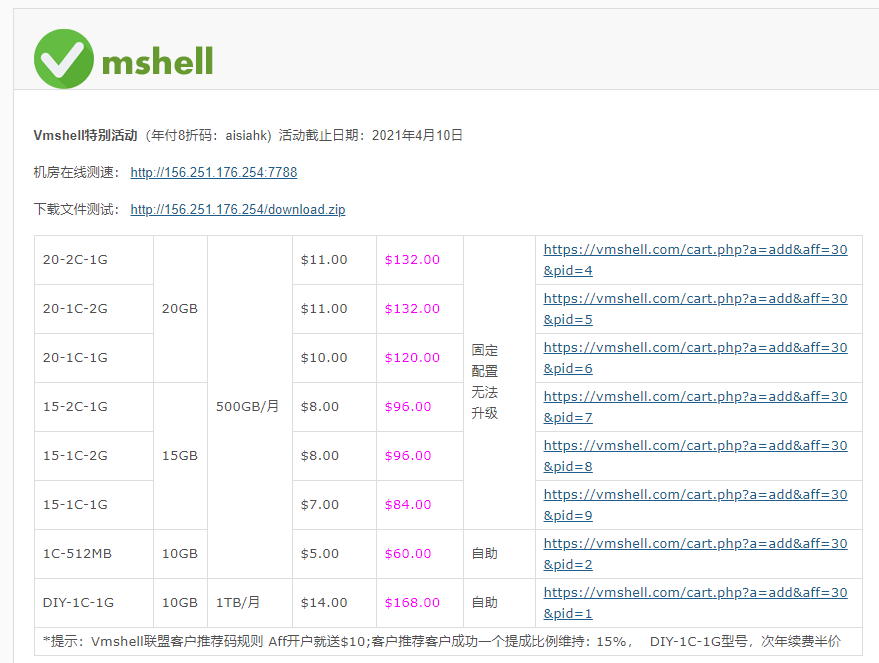 mshell
Vmshell特别活动（年付8折码：aisiahk）活动截止日期：2021年4月10日
机房在线测速： http://156.251.176.254:7788
下载文件测试： http://156.251.176.254/download.zip
20-2C-1G 20GB 500GB/月 $11.00 $132.00 固定配置无法升级 https://vmshell.com/cart.php?a=add&aff=30
&pid=4
20-1C-2G $11.00 $132.00 https://vmshell.com/cart.php?a=add&aff=30
&pid=5
20-1C-1G $10.00 $120.00 https://vmshell.com/cart.php?a=add&aff=30
&pid=6
15-2C-1G 15GB $8.00 $96.00 https://vmshell.com/cart.php?a=add&aff=30
&pid=7
15-1C-2G $8.00 $96.00 https://vmshell.com/cart.php?a=add&aff=30
&pid=8
15-1C-1G $7.00 $84.00 https://vmshell.com/cart.php?a=add&aff=30
&pid=9
1C-512MB 10GB $5.00 $60.00 自助 https://vmshell.com/cart.php?a=add&aff=30
&pid=2
DIY-1C-1G 10GB 1TB/月 $14.00 $168.00 自助 https://vmshell.com/cart.php?a=add&aff=30
&pid=1
*提示：Vmshell联盟客户推荐码规则 Aff开户就送$10;客户推荐客户成功一个提成比例维持：15%， DIY-1C-1G型号，次年续费半价